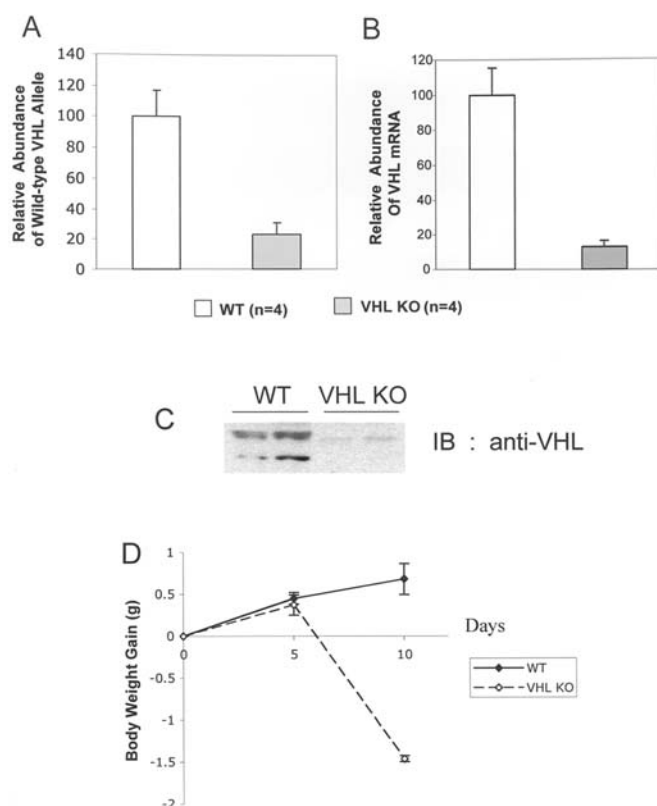 A
Relative Abundance
of Wild-type VHL Allele
140
120
100
80
60
40
20
0
B
Relative Abundance
Of VHL mRNA
120
100
80
60
40
20
0
WT (n=4)
VHL KO (n=4)
C
WT VHL KO
IB : anti-VHL
D
Body Weight Gain (g)
1
0.5
0
-0.5
-1
-1.5
-2
0 5 10
Days
WT
VHL KO